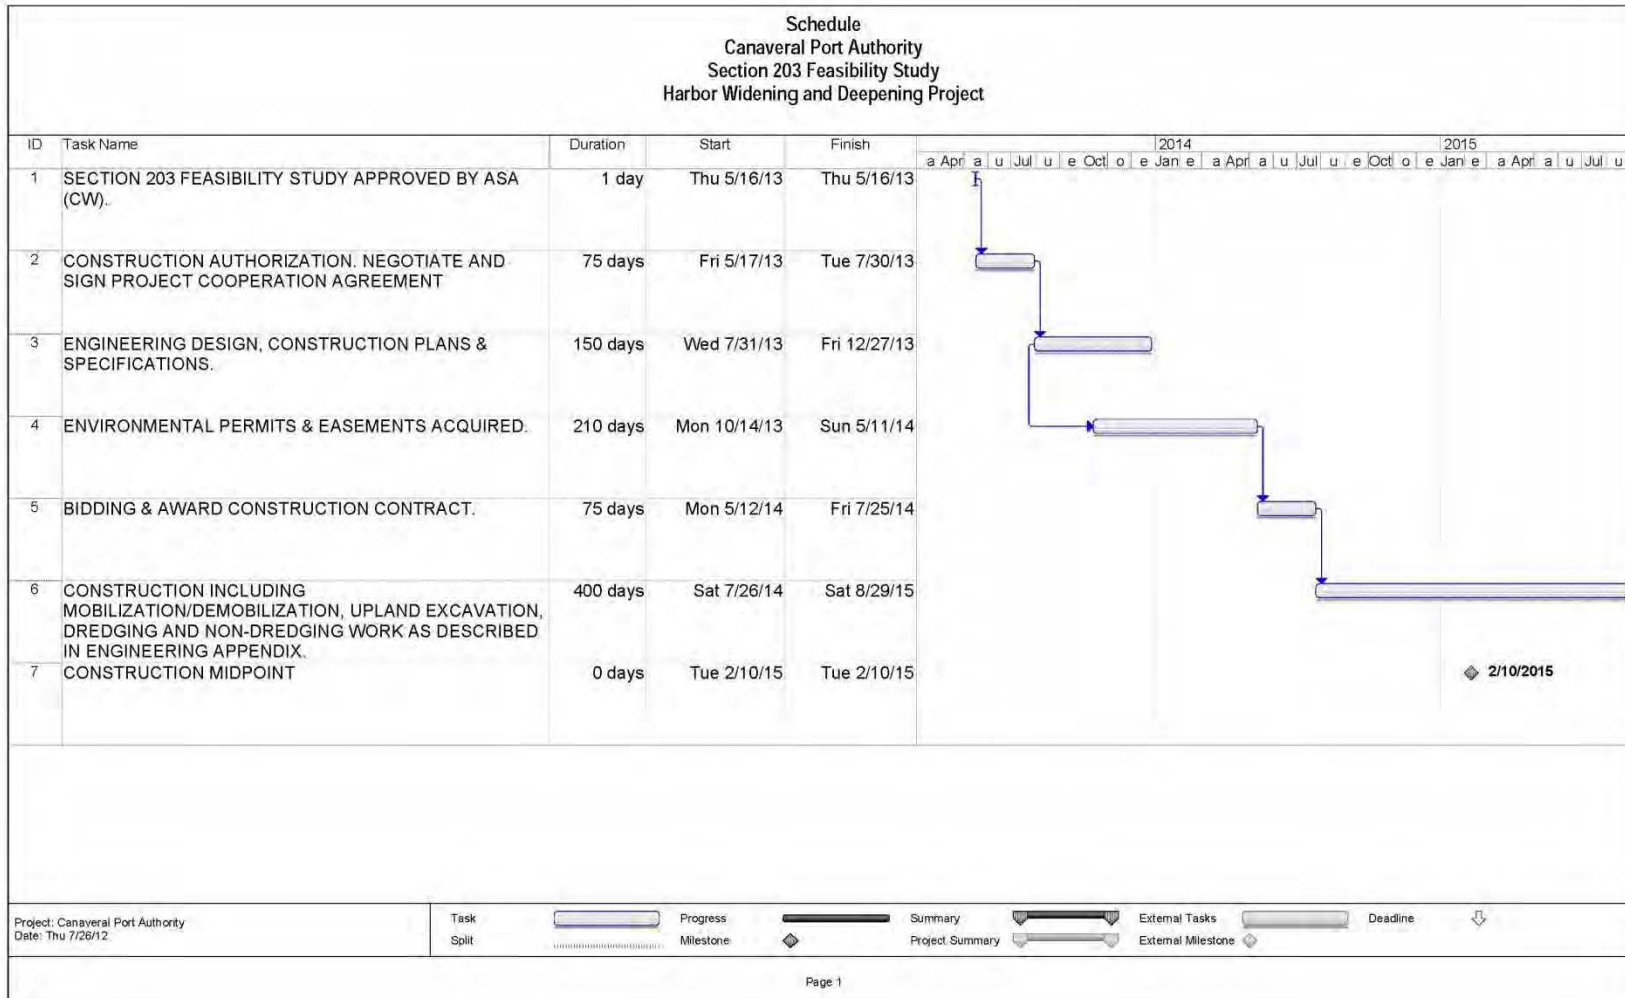 Schedule
Canaveral Port Authority
Section 203 Feasibility Study
Harbor Widening and Deepening Project
ID Task Name Duration Start Finish 2014 2015
a Apr a u Jul u e Oct o e Jan e a Apr a u Jul u e Oct o e Jan e a Apr a u Jul u
1 SECTION 203 FEASIBILITY STUDY APPROVED BY ASA 1 day Thu 5/16/13 Thu 5/16/13
(CW).
2 CONSTRUCTION AUTHORIZATION. NEGOTIATE AND 75 days Fri 5/17/13 Tue 7/30/13
SIGN PROJECT COOPERATION AGREEMENT
3 ENGINEERING DESIGN, CONSTRUCTION PLANS & 150 days Wed 7/31/13 Fri 12/27/13
SPECIFICATIONS.
4 ENVIRONMENTAL PERMITS & EASEMENTS ACQUIRED. 210 days Mon 10/14/13 Sun 5/11/14
5 BIDDING & AWARD CONSTRUCTION CONTRACT. 75 days Mon 5/12/14 Fri 7/25/14
6 CONSTRUCTION INCLUDING 400 days Sat 7/26/14 Sat 8/29/15
MOBILIZATION/DEMOBILIZATION, UPLAND EXCAVATION,
DREDGING AND NON-DREDGING WORK AS DESCRIBED
IN ENGINEERING APPENDIX.
7 CONSTRUCTION MIDPOINT 0 days Tue 2/10/15 Tue 2/10/15 2/10/2015
Project: Canaveral Port Authority
Date: Thu 7/26/12
Task Progress Summary External Tasks Deadline
Split Milestone Project Summary External Milestone
Page 1